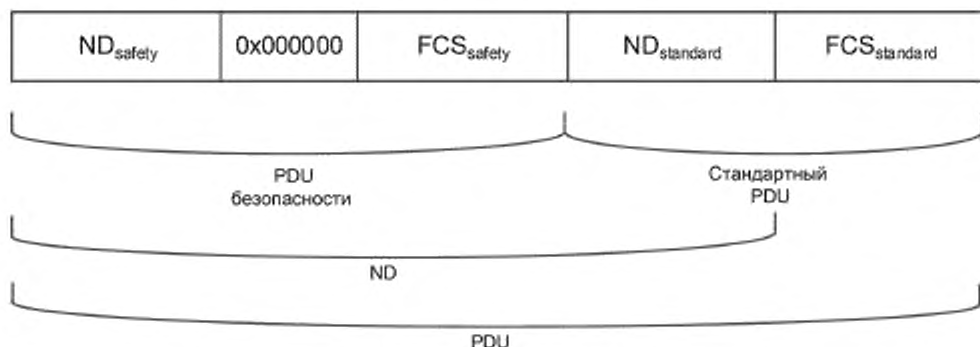 NDsafety 0x000000 FCSsafety NDstandard FCSstandard
PDU
безопасности
Стандартный
PDU
ND
PDU